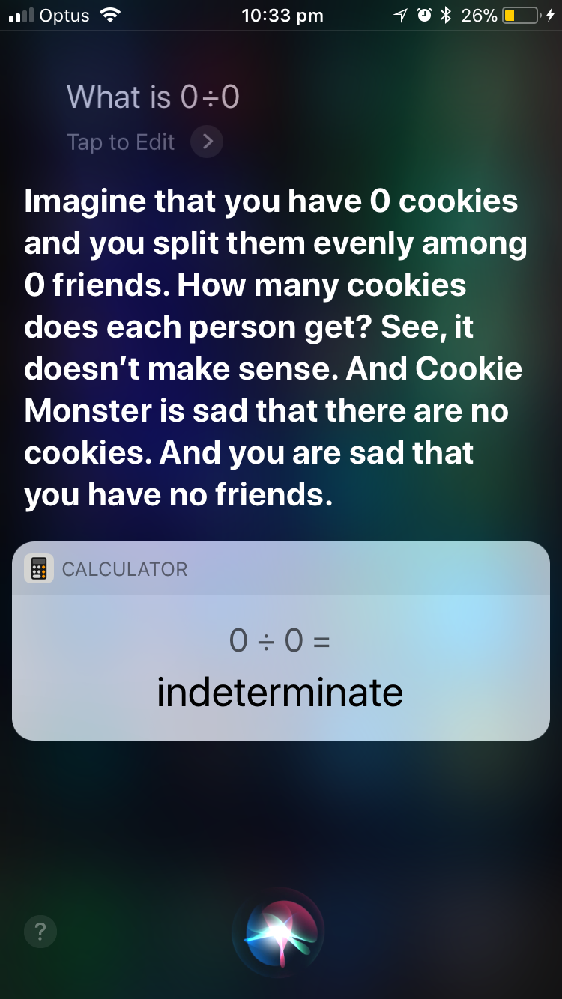 Optus 10:33 pm 26%
What is 0÷0
Tap to Edit
Imagine that you have 0 cookies
and you split them evenly among
0 friends. How many cookies
does each person get? See, it
doesn’t make sense. And Cookie
Monster is sad that there are no
cookies. And you are sad that
you have no friends.
CALCULATOR
0 ÷ 0 =
indeterminate
?